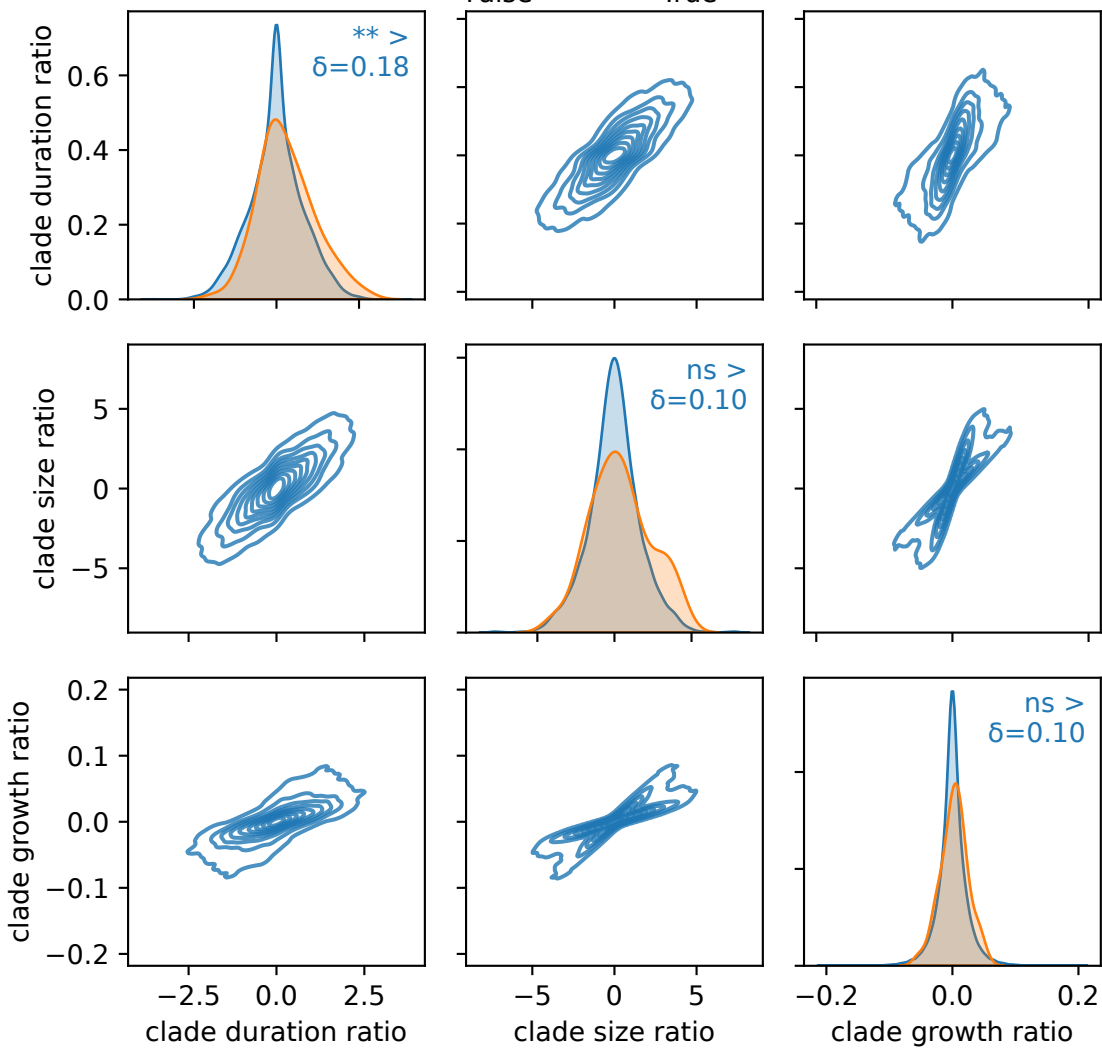 clade duration ratio
0.6
0.4
0.2
0.0
** >
δ=0.18
clade size ratio
5
0
−5
ns >
δ=0.10
clade growth ratio
0.2
0.1
0.0
−0.1
−0.2
ns >
δ=0.10
−2.5 0.0 2.5
−5 0 5
−0.2 0.0 0.2
clade duration ratio
clade size ratio
clade growth ratio